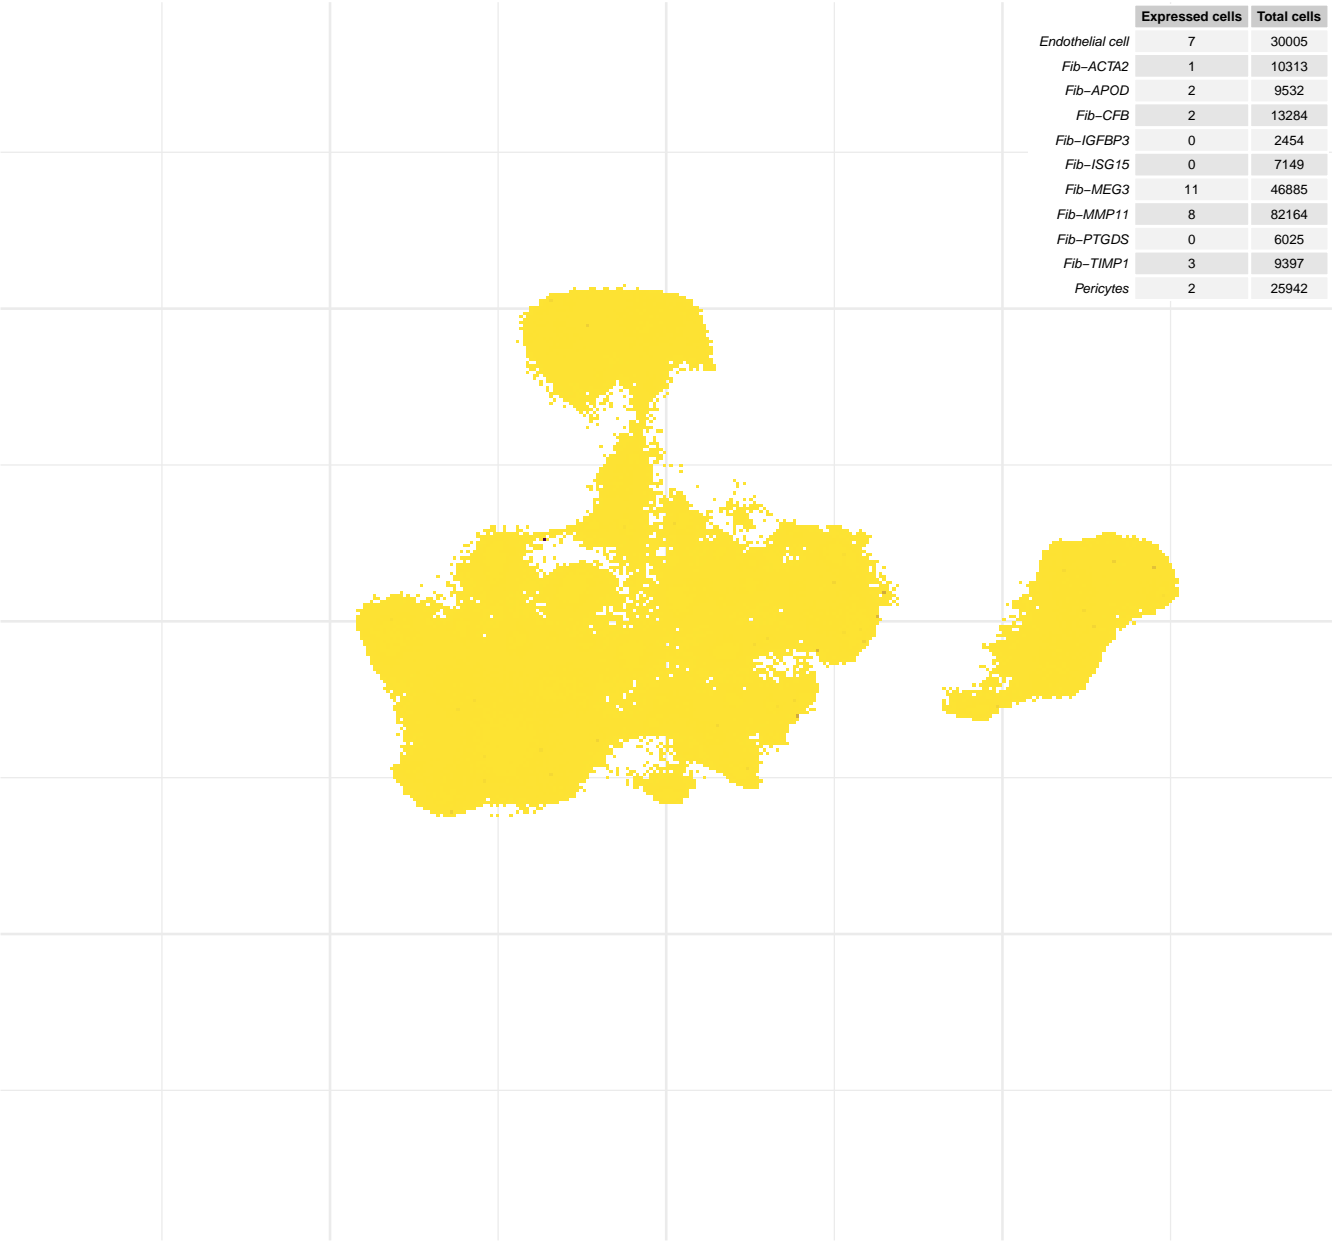 Expressed cells Total cells
Endothelial cell 7 30005
Fib−ACTA2 1 10313
Fib−APOD 2 9532
Fib−CFB 2 13284
Fib−IGFBP3 0 2454
Fib−ISG15 0 7149
Fib−MEG3 11 46885
Fib−MMP11 8 82164
Fib−PTGDS 0 6025
Fib−TIMP1 3 9397
Pericytes 2 25942